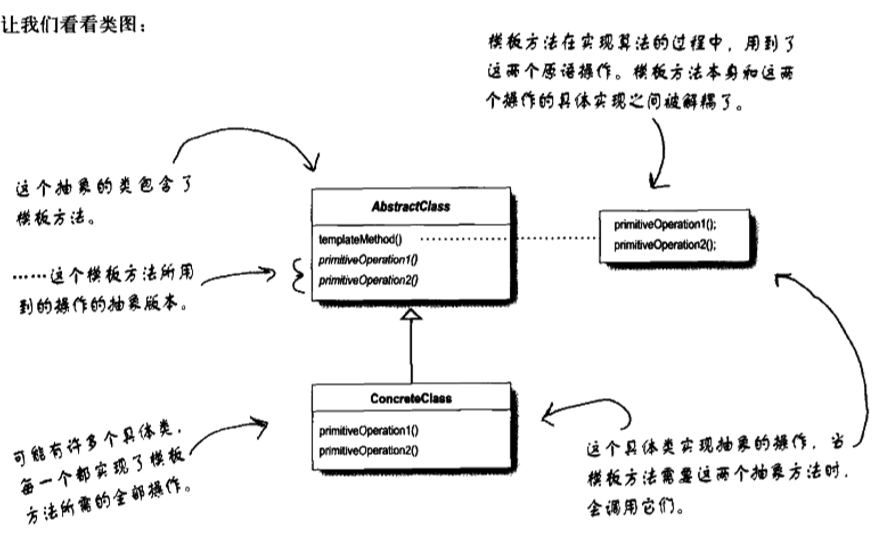 让我们看看类图：
模板方法在实现算法的过程中，用到了
这两个原语操作。模板方法本身和这两
个操作的具体实现之间被解耦了。
这个抽象的类包含了
模板方法。
AbstractClass
templateMethod()
primitiveOperation1()
primitiveOperation2()
primitiveOperation1();
primitiveOperation2();
……这个模板方法所用
到的操作的抽象版本。
ConcreteClass
primitiveOperation1()
primitiveOperation2()
可能有许多个具体类，
每一个都实现了模板
方法所需的全部操作。
这个具体类实现抽象的操作，当
模板方法需要这两个抽象方法时，
会调用它们。